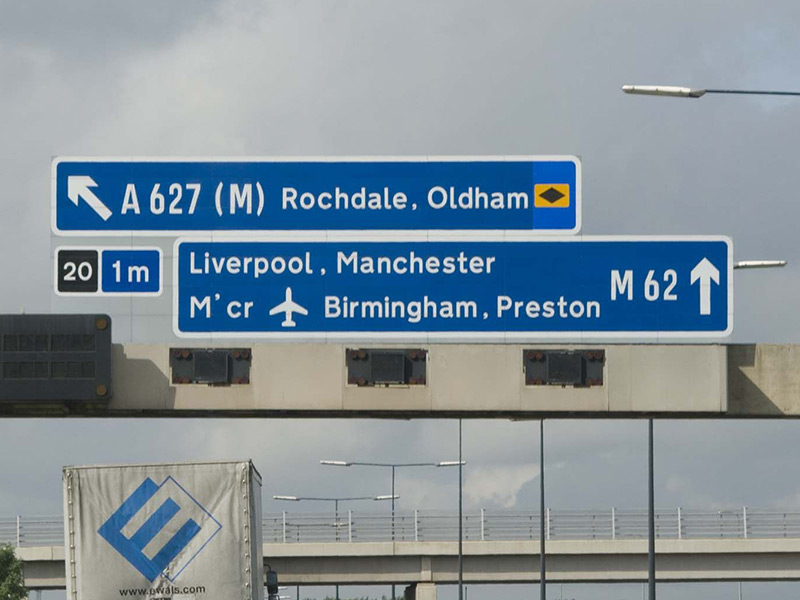 A 627 (M) Rochdale, Oldham
20 1m
Liverpool, Manchester
M'cr Birmingham, Preston
M 62
www.ewals.com